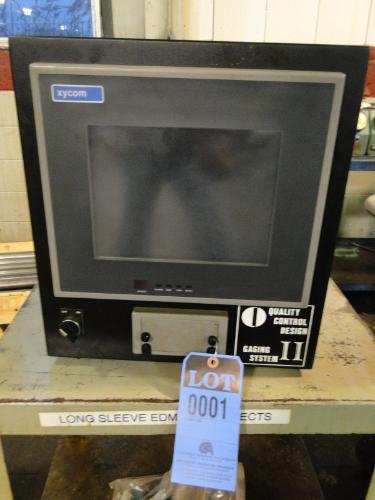 xycom
QUALITY
CONTROL
DESIGN
GAGING
SYSTEM II
LOT
0001
LONG SLEEVE EDM
ECTS